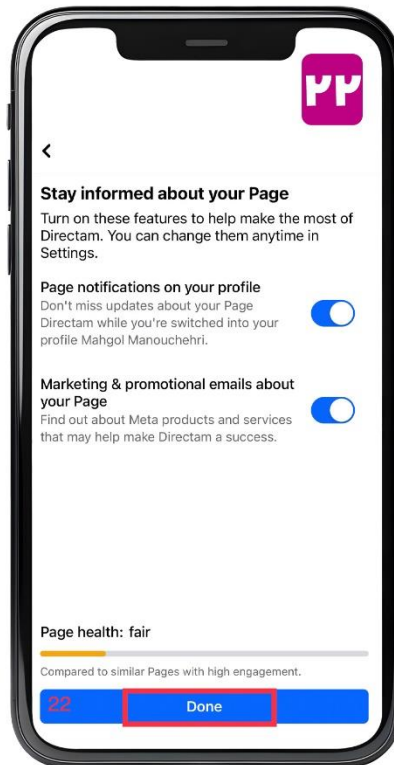 ۲۲
Stay informed about your Page
Turn on these features to help make the most of
Directam. You can change them anytime in
Settings.
Page notifications on your profile
Don't miss updates about your Page
Directam while you're switched into your
profile Mahgol Manouchehri.
Marketing & promotional emails about
your Page
Find out about Meta products and services
that may help make Directam a success.
Page health: fair
Compared to similar Pages with high engagement.
22 Done